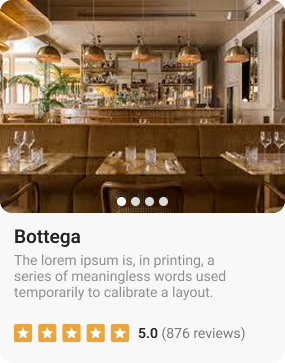 Bottega
The lorem ipsum is, in printing, a
series of meaningless words used
temporarily to calibrate a layout.
5.0 (876 reviews)